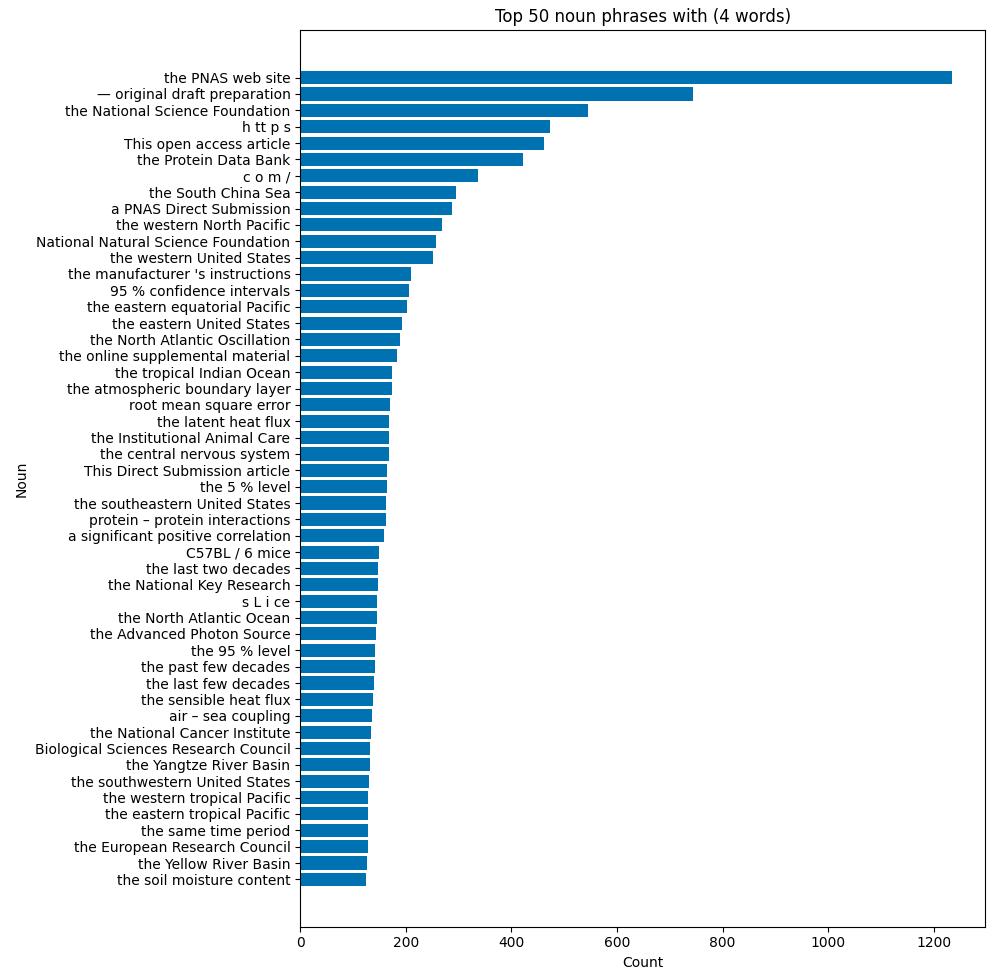 Top 50 noun phrases with (4 words)
the PNAS web site
— original draft preparation
the National Science Foundation
h tt p s
This open access article
the Protein Data Bank
c o m /
the South China Sea
a PNAS Direct Submission
the western North Pacific
National Natural Science Foundation
the western United States
the manufacturer 's instructions
95 % confidence intervals
the eastern equatorial Pacific
the eastern United States
the North Atlantic Oscillation
the online supplemental material
the tropical Indian Ocean
the atmospheric boundary layer
root mean square error
the latent heat flux
the Institutional Animal Care
the central nervous system
This Direct Submission article
the 5 % level
the southeastern United States
protein – protein interactions
a significant positive correlation
C57BL / 6 mice
the last two decades
the National Key Research
s L i ce
the North Atlantic Ocean
the Advanced Photon Source
the 95 % level
the past few decades
the last few decades
the sensible heat flux
air – sea coupling
the National Cancer Institute
Biological Sciences Research Council
the Yangtze River Basin
the southwestern United States
the western tropical Pacific
the eastern tropical Pacific
the same time period
the European Research Council
the Yellow River Basin
the soil moisture content
Noun
0 200 400 600 800 1000 1200
Count